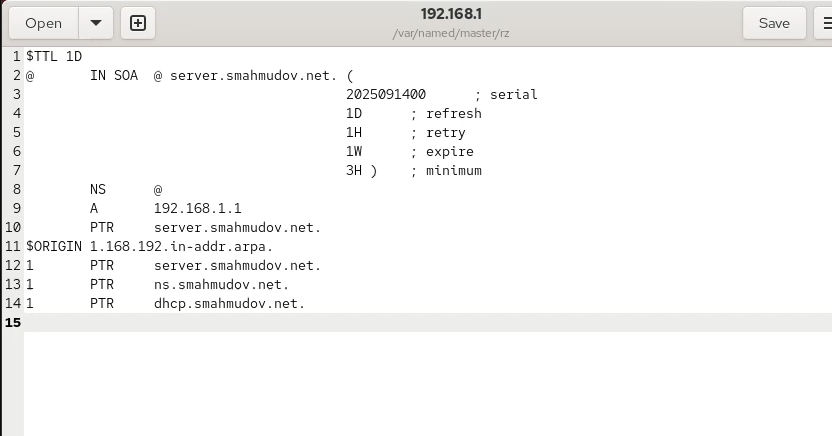 Open
192.168.1
/var/named/master/rz
Save
1 $TTL 1D
2 @ IN SOA @ server.smahmudov.net. (
3 2025091400 ; serial
4 1D ; refresh
5 1H ; retry
6 1W ; expire
7 3H ) ; minimum
8 NS @
9 A 192.168.1.1
10 PTR server.smahmudov.net.
11 $ORIGIN 1.168.192.in-addr.arpa.
12 1 PTR server.smahmudov.net.
13 1 PTR ns.smahmudov.net.
14 1 PTR dhcp.smahmudov.net.
15